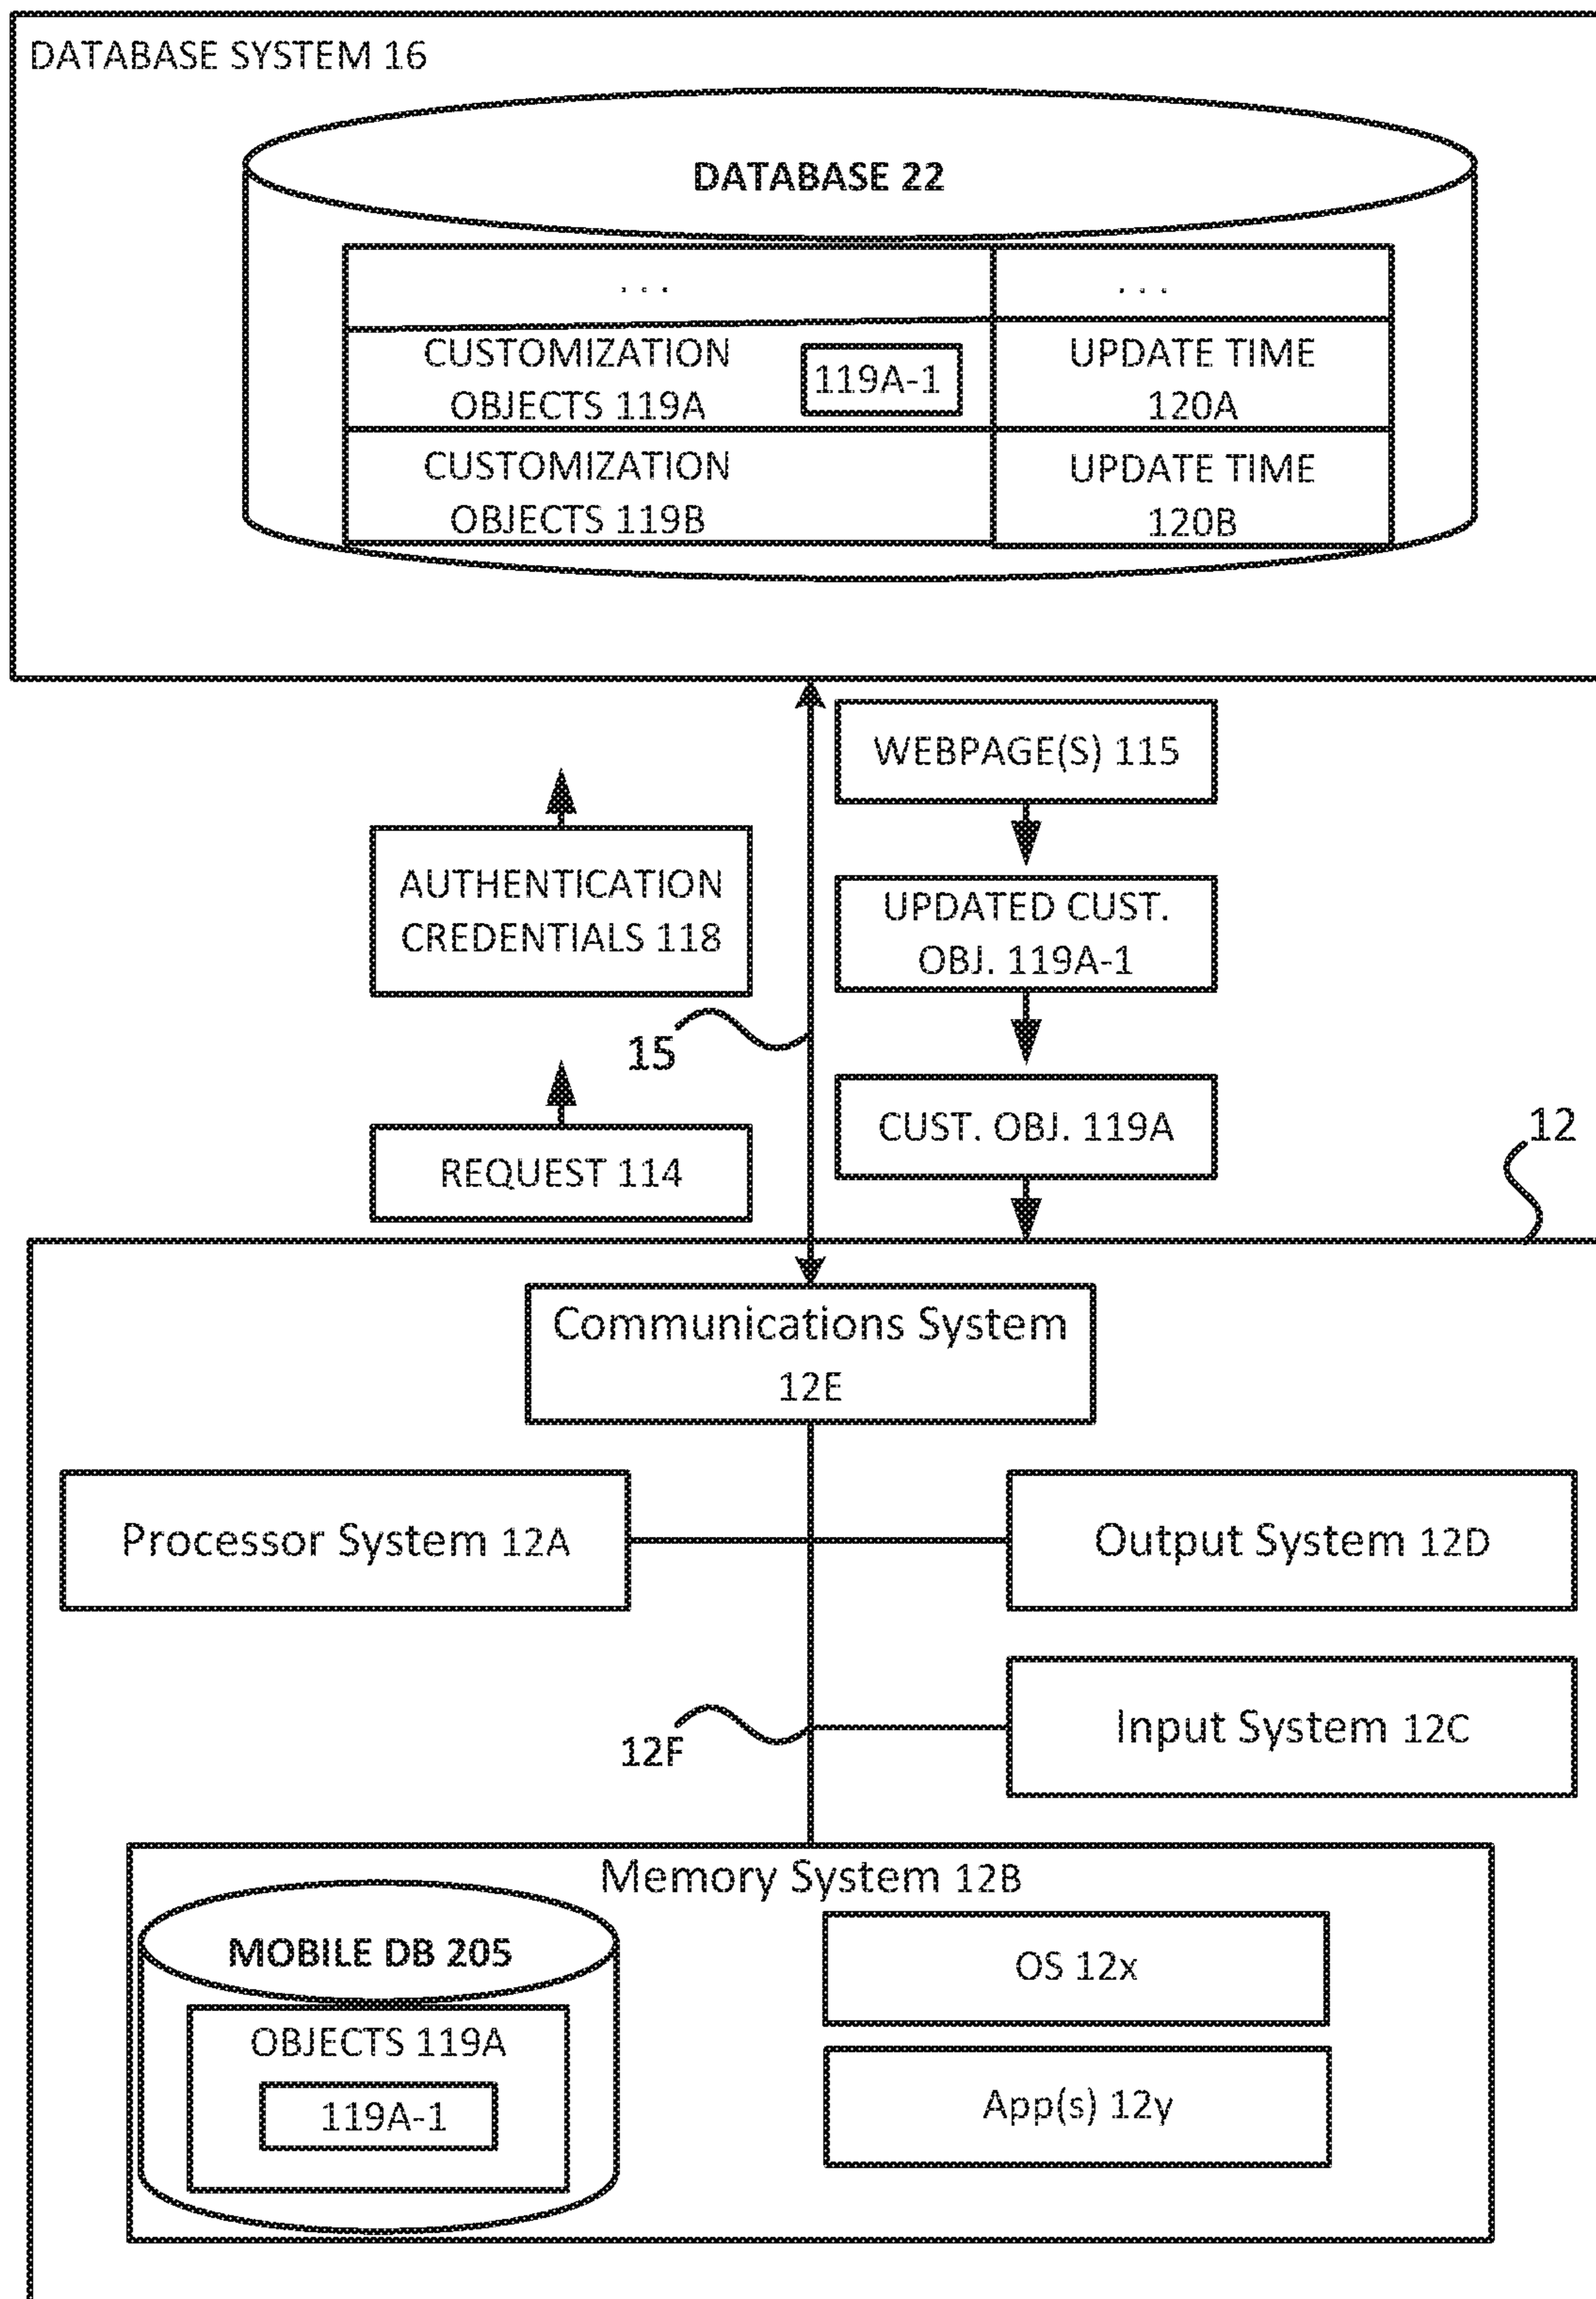 DATABASE SYSTEM 16
DATABASE 22
. . .
. . .
CUSTOMIZATION
OBJECTS 119A
119A-1
UPDATE TIME
120A
CUSTOMIZATION
OBJECTS 119B
UPDATE TIME
120B
WEBPAGE(S) 115
AUTHENTICATION
CREDENTIALS 118
UPDATED CUST.
OBJ. 119A-1
15
CUST. OBJ. 119A
12
REQUEST 114
Communications System
12E
Processor System 12A
Output System 12D
Input System 12C
12F
Memory System 12B
MOBILE DB 205
OBJECTS 119A
119A-1
OS 12x
App(s) 12y